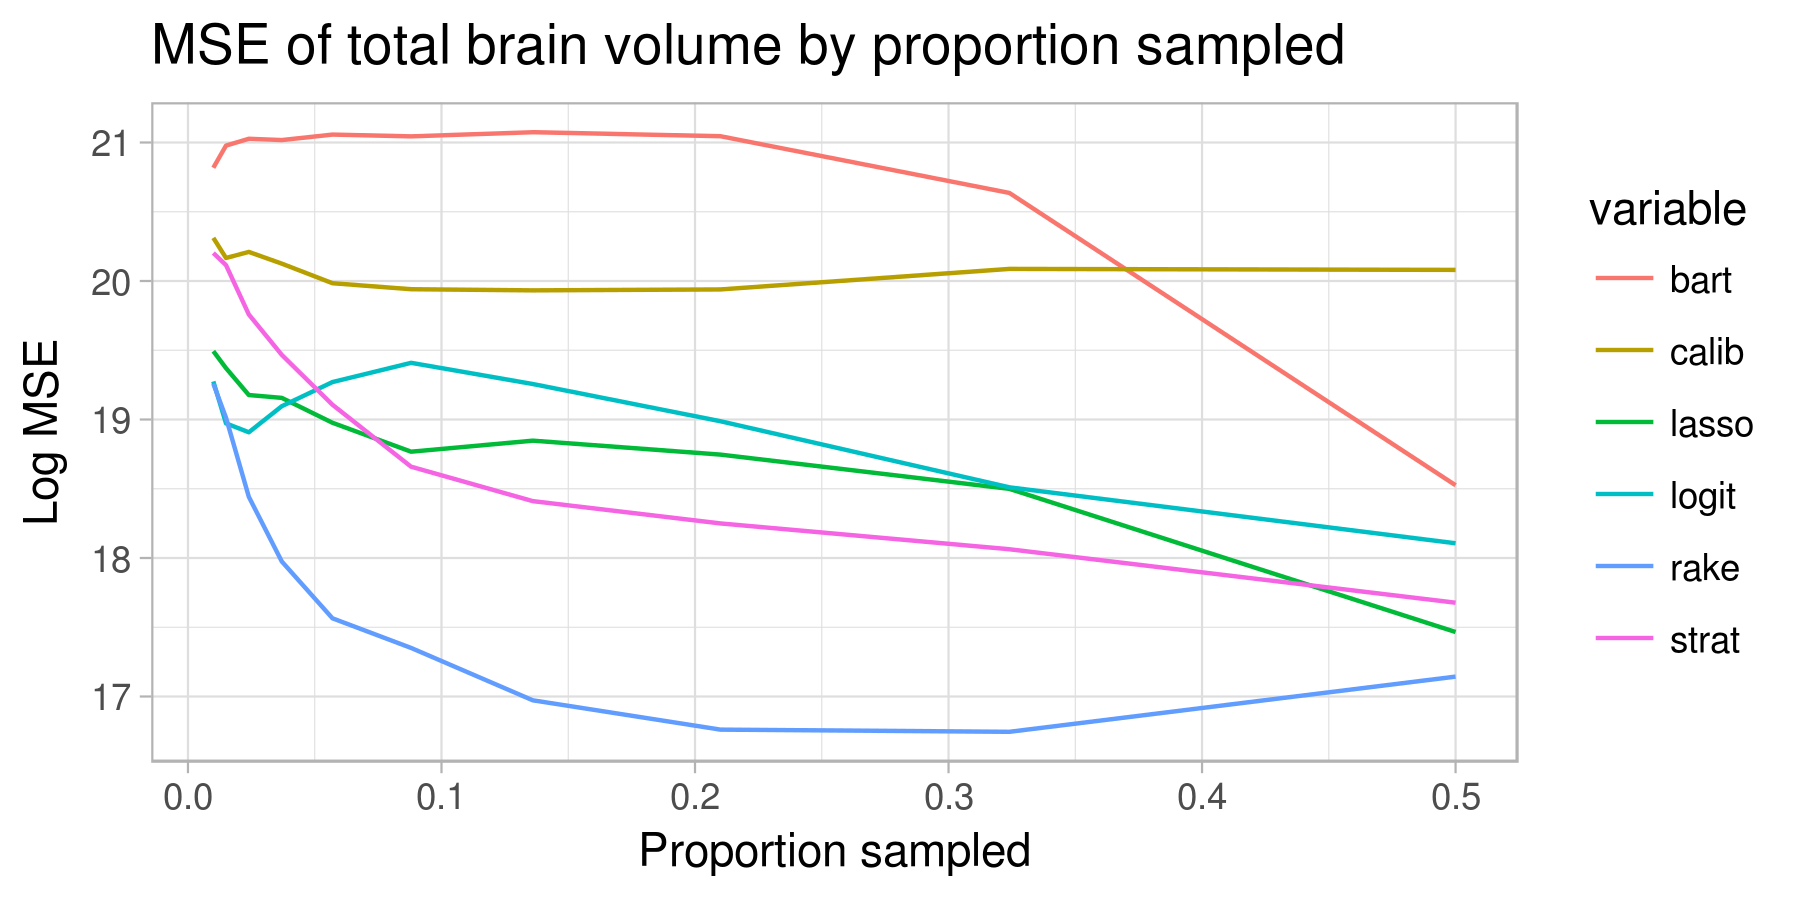 MSE of total brain volume by proportion sampled
21
20
19
18
17
Log MSE
0.0 0.1 0.2 0.3 0.4 0.5
Proportion sampled
variable
bart
calib
lasso
logit
rake
strat